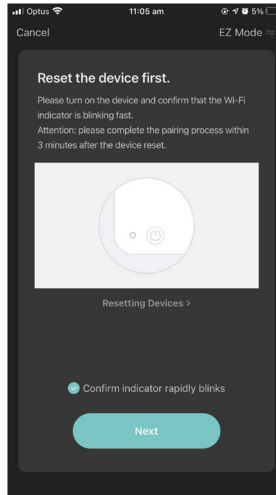 Optus
11:05 am
5%
Cancel
EZ Mode
Reset the device first.
Please turn on the device and confirm that the Wi-Fi
indicator is blinking fast.
Attention: please complete the pairing process within
3 minutes after the device reset.
Resetting Devices >
Confirm indicator rapidly blinks
Next